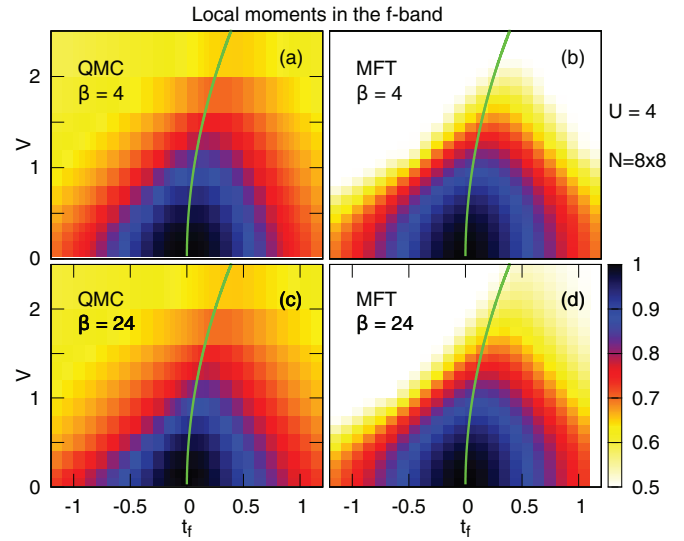 Local moments in the f-band
QMC
β = 4
(a)
MFT
β = 4
(b)
U = 4
N=8x8
V
2
1
0
QMC
β = 24
(c)
MFT
β = 24
(d)
V
2
1
0
-1 -0.5 0 0.5 1
t_f
-1 -0.5 0 0.5 1
t_f
1
0.9
0.8
0.7
0.6
0.5